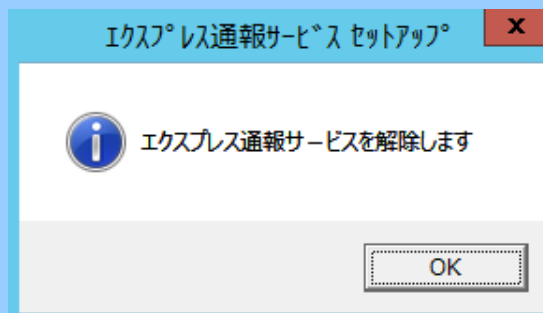 ｴｸｽﾌﾟﾚｽ通報ｻｰﾋﾞｽ ｾｯﾄｱｯﾌﾟ
x
i
エクスプレス通報サービスを解除します
OK